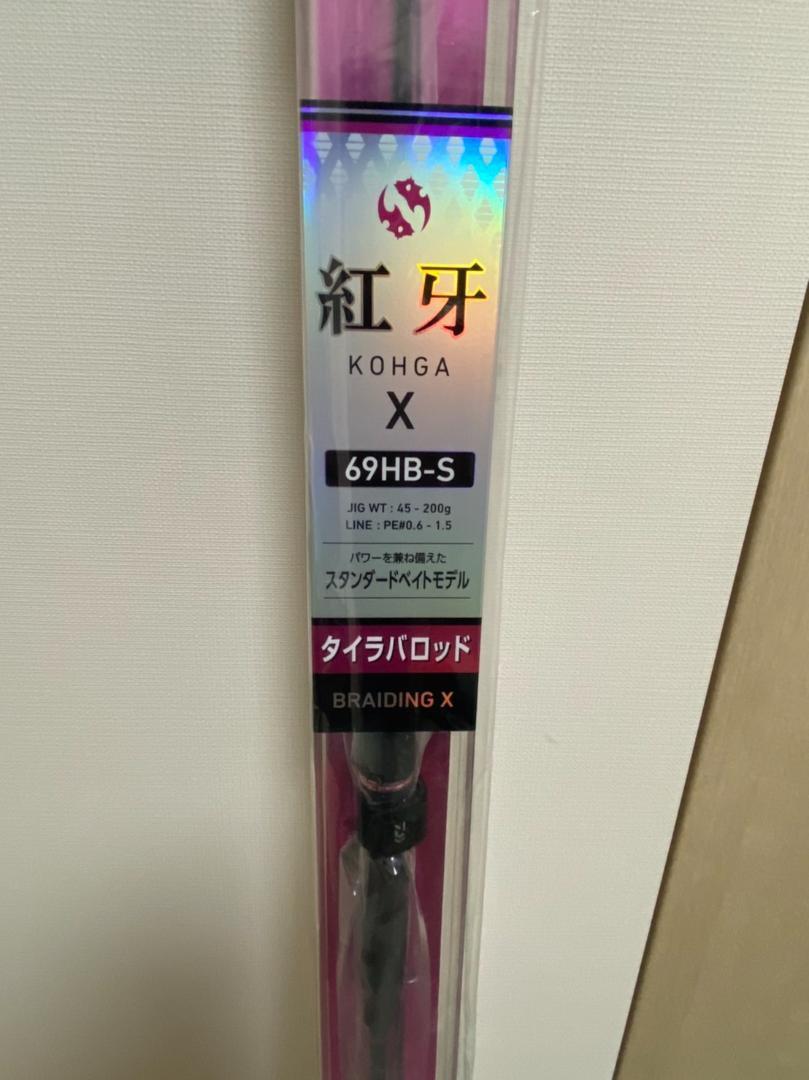 紅牙
KOHGA
X
69HB-S
JIG WT : 45 - 200g
LINE : PE#0.6 - 1.5
パワーを兼ね備えた
スタンダードベイトモデル
タイラバロッド
BRAIDING X